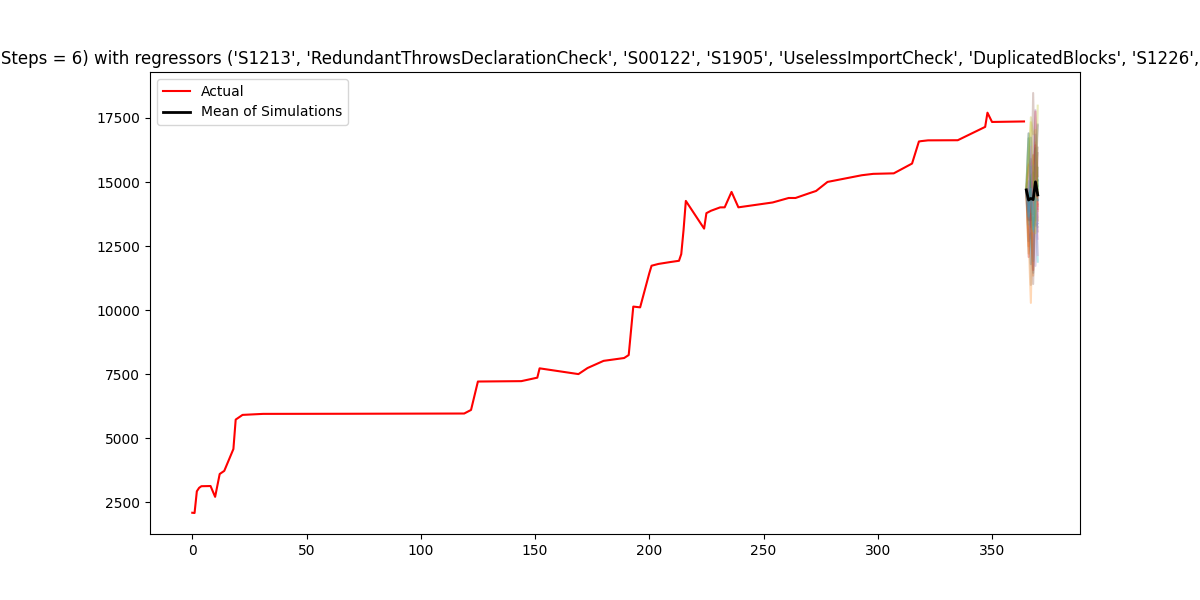 Steps = 6) with regressors ('S1213', 'RedundantThrowsDeclarationCheck', 'S00122', 'S1905', 'UselessImportCheck', 'DuplicatedBlocks', 'S1226',
Actual
Mean of Simulations
17500
15000
12500
10000
7500
5000
2500
0 50 100 150 200 250 300 350